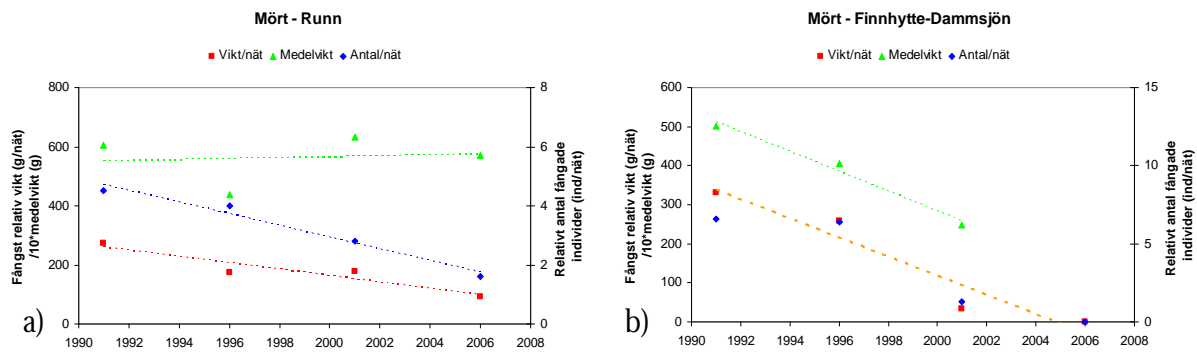 Mört - Runn
Vikt/nät Medelvikt Antal/nät
Fångst relativ vikt (g/nät)
/10*medelvikt (g)
800
600
400
200
0
8
6
4
2
0
Relativt antal fångade
individer (ind/nät)
1990 1992 1994 1996 1998 2000 2002 2004 2006 2008
a)
Mört - Finnhytte-Dammsjön
Vikt/nät Medelvikt Antal/nät
Fångst relativ vikt (g/nät)
/10*medelvikt (g)
600
500
400
300
200
100
0
15
10
5
0
Relativt antal fångade
individer (ind/nät)
1990 1992 1994 1996 1998 2000 2002 2004 2006 2008
b)